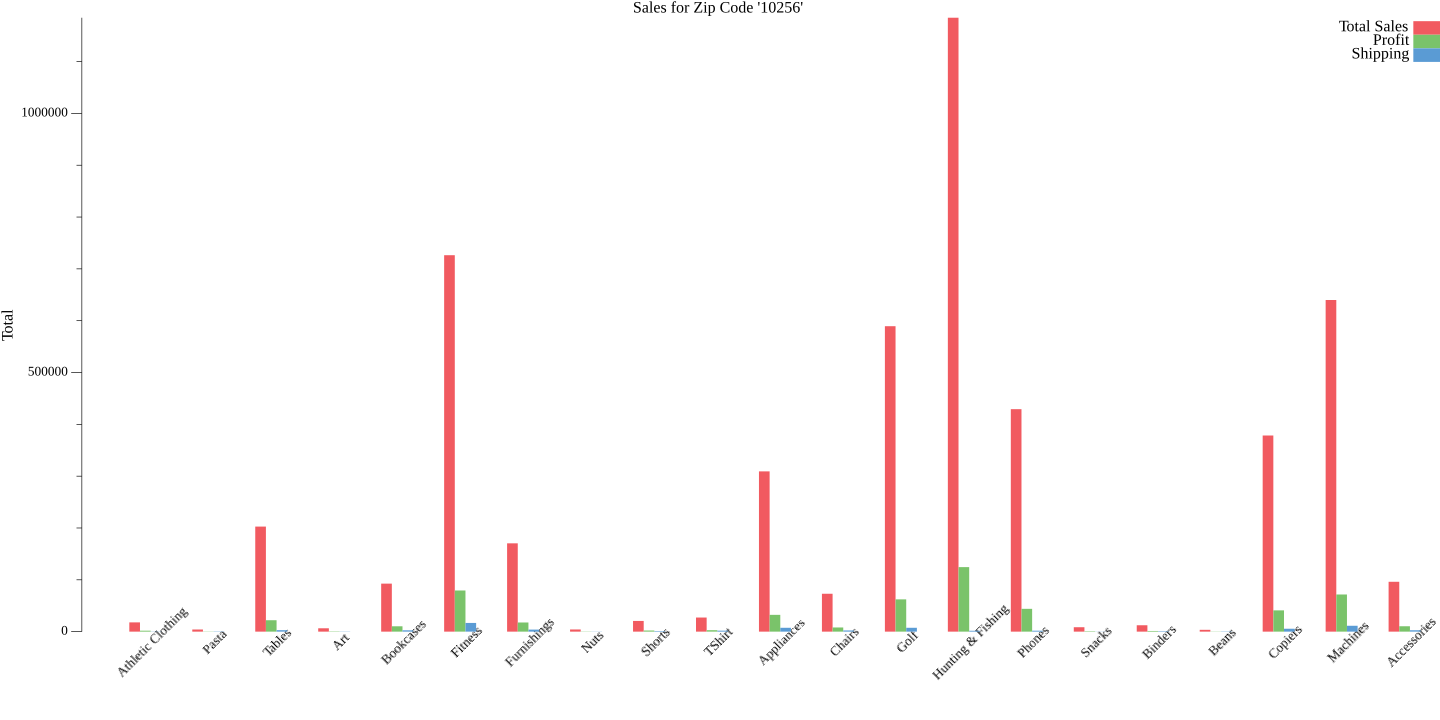 Sales for Zip Code '10256'
Total Sales
Profit
Shipping
1000000
500000
0
Total
Athletic Clothing
Pasta
Tables
Art
Bookcases
Fitness
Furnishings
Nuts
Shorts
TShirt
Appliances
Chairs
Golf
Hunting & Fishing
Phones
Snacks
Binders
Beans
Copiers
Machines
Accessories